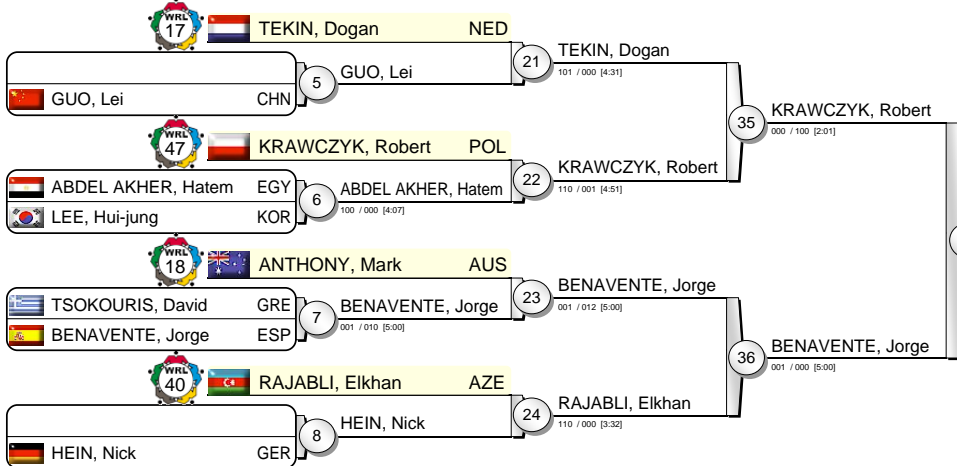 WRL
17
TEKIN, Dogan NED
GUO, Lei CHN
5
GUO, Lei
21
TEKIN, Dogan
101 / 000 [4:31]
WRL
47
KRAWCZYK, Robert POL
ABDEL AKHER, Hatem EGY
LEE, Hui-jung KOR
6
ABDEL AKHER, Hatem
100 / 000 [4:07]
22
KRAWCZYK, Robert
110 / 001 [4:51]
35
KRAWCZYK, Robert
000 / 100 [2:01]
WRL
18
ANTHONY, Mark AUS
TSOKOURIS, David GRE
BENAVENTE, Jorge ESP
7
BENAVENTE, Jorge
001 / 010 [5:00]
23
BENAVENTE, Jorge
001 / 012 [5:00]
WRL
40
RAJABLI, Elkhan AZE
HEIN, Nick GER
8
HEIN, Nick
24
RAJABLI, Elkhan
110 / 000 [3:32]
36
BENAVENTE, Jorge
001 / 000 [5:00]